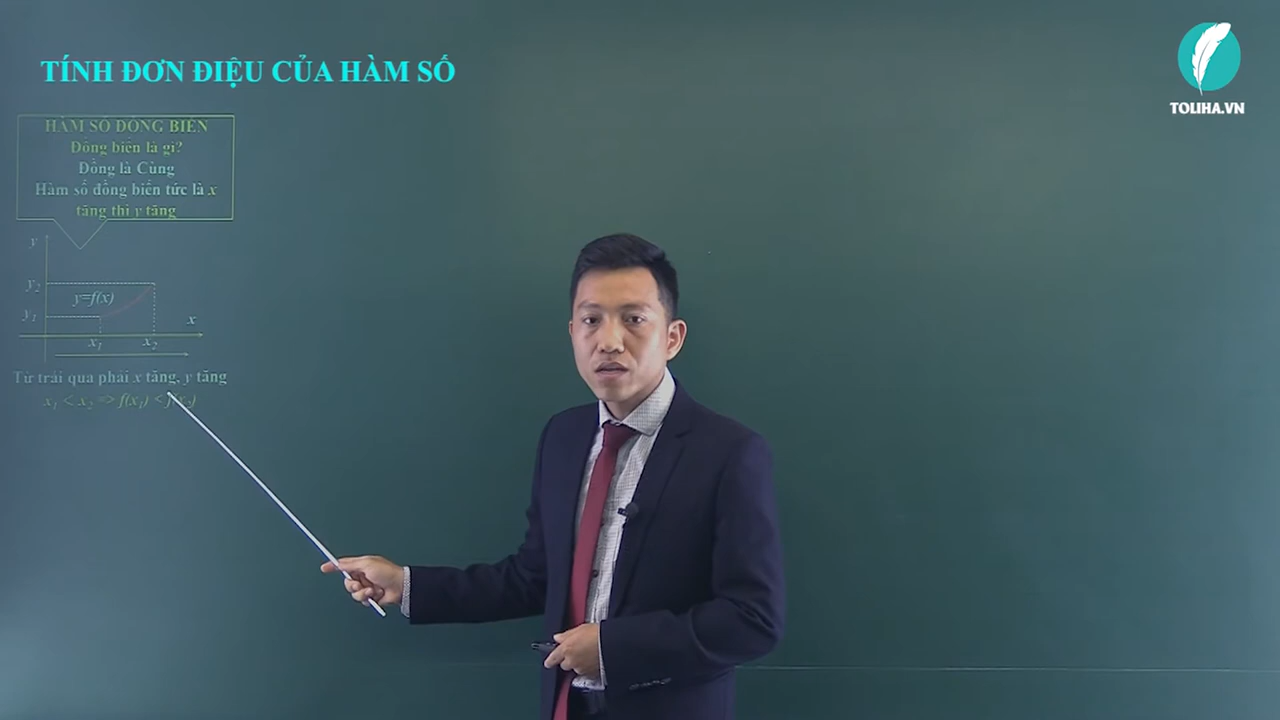 TÍNH ĐƠN ĐIỆU CỦA HÀM SỐ
TOLIHA.VN
HÀM SỐ ĐỒNG BIẾN
Đồng biến là gì?
Đồng là Cùng
Hàm số đồng biến tức là x
tăng thì y tăng
y
y₂
y=f(x)
y₁
x
x₁ x₂
Từ trái qua phải x tăng, y tăng
x₁ < x₂ => f(x₁) < f(x₂)